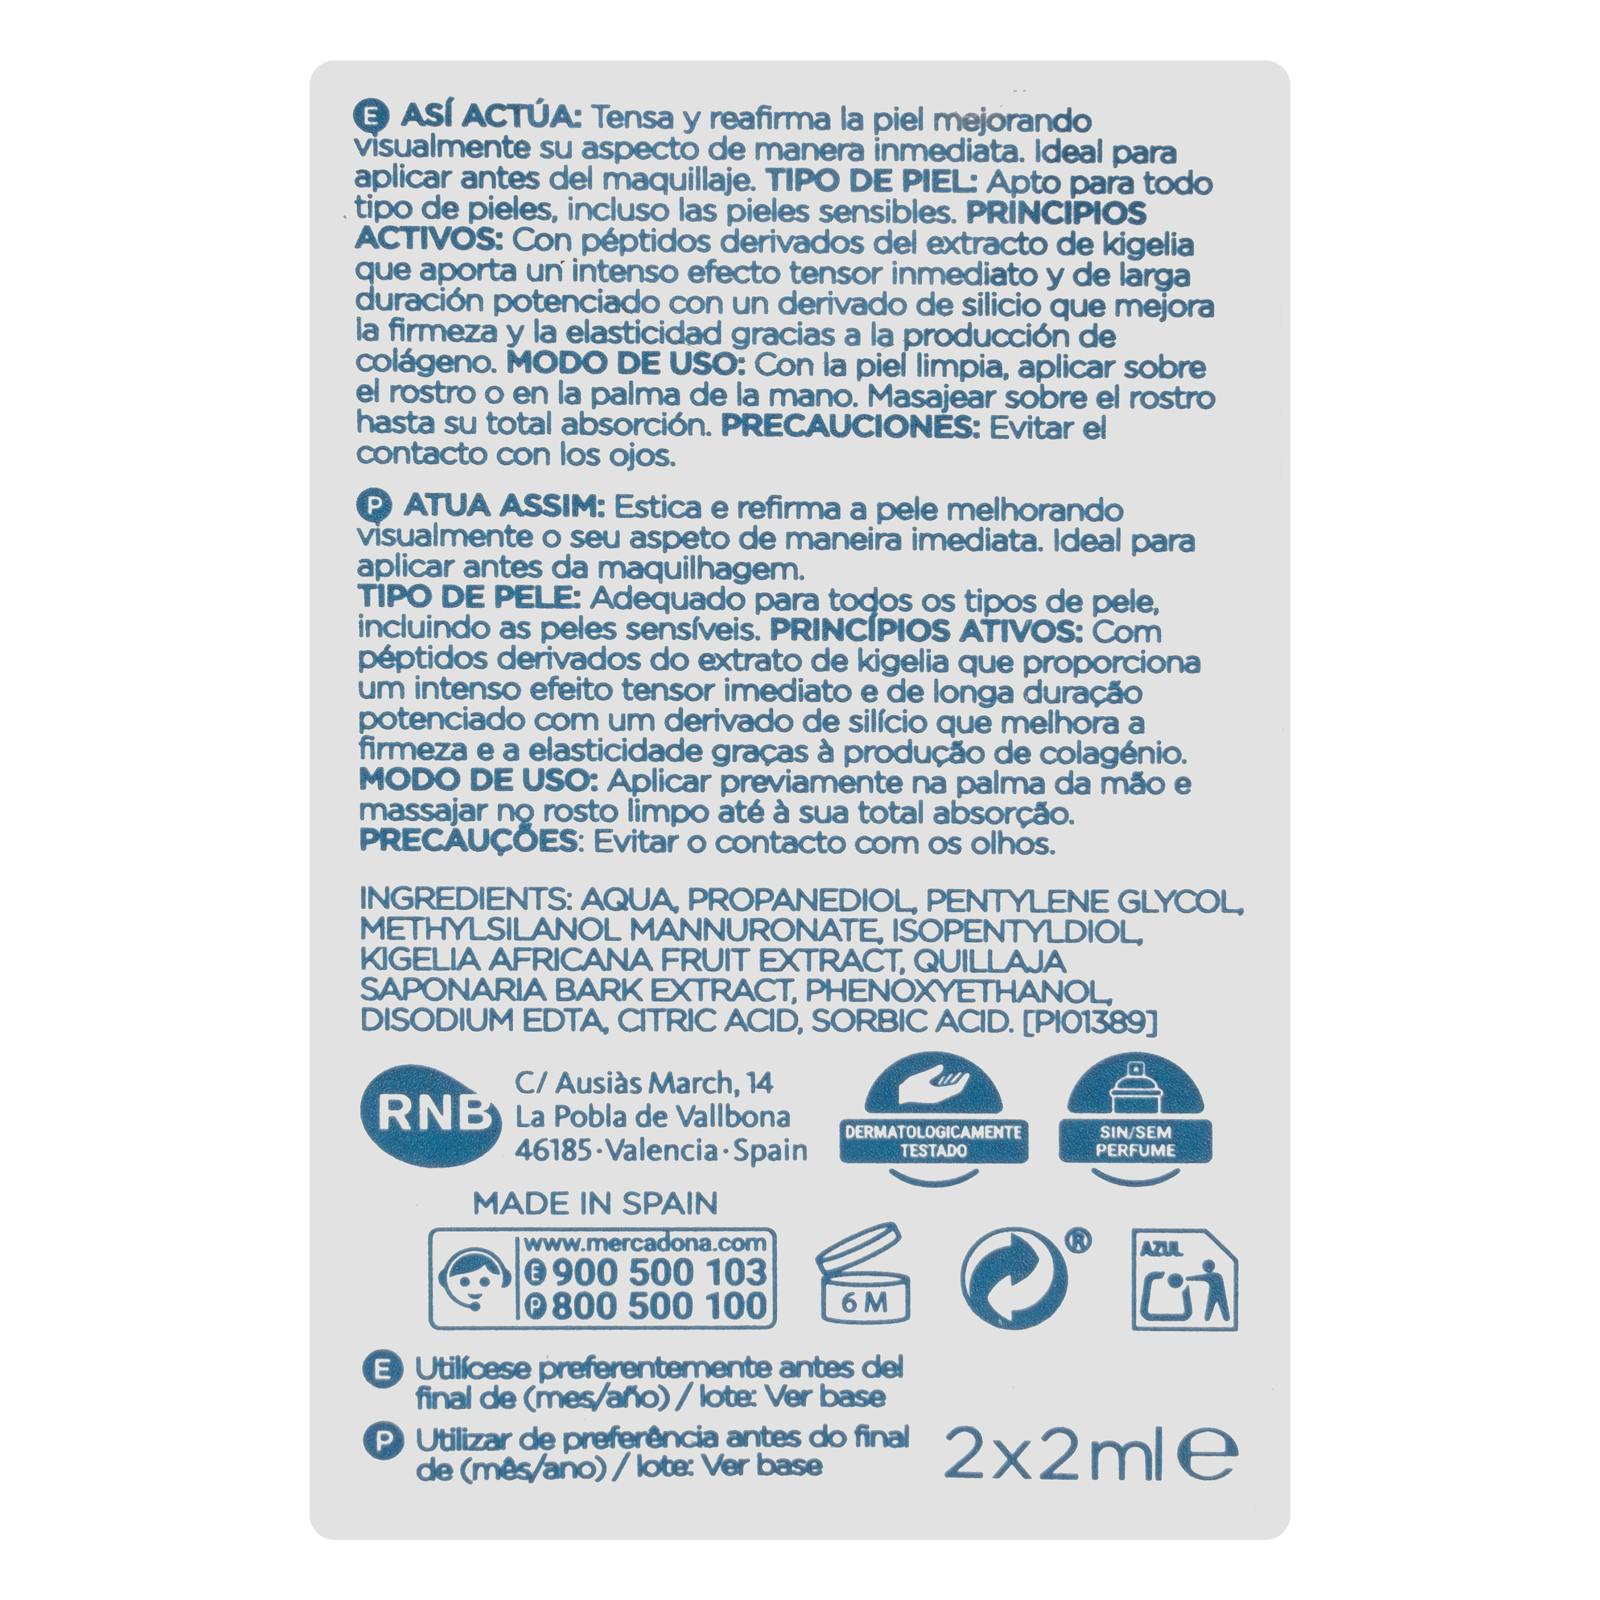 E ASÍ ACTÚA: Tensa y reafirma la piel mejorando
visualmente su aspecto de manera inmediata. Ideal para
aplicar antes del maquillaje. TIPO DE PIEL: Apto para todo
tipo de pieles, incluso las pieles sensibles. PRINCIPIOS
ACTIVOS: Con péptidos derivados del extracto de kigelia
que aporta un intenso efecto tensor inmediato y de larga
duración potenciado con un derivado de silicio que mejora
la firmeza y la elasticidad gracias a la producción de
colágeno. MODO DE USO: Con la piel limpia, aplicar sobre
el rostro o en la palma de la mano. Masajear sobre el rostro
hasta su total absorción. PRECAUCIONES: Evitar el
contacto con los ojos.
P ATUA ASSIM: Estica e refirma a pele melhorando
visualmente o seu aspeto de maneira imediata. Ideal para
aplicar antes da maquilhagem.
TIPO DE PELE: Adequado para todos os tipos de pele,
incluindo as peles sensíveis. PRINCÍPIOS ATIVOS: Com
péptidos derivados do extrato de kigelia que proporciona
um intenso efeito tensor imediato e de longa duração
potenciado com um derivado de silício que melhora a
firmeza e a elasticidade graças à produção de colagénio.
MODO DE USO: Aplicar previamente na palma da mão e
massajar no rosto limpo até à sua total absorção.
PRECAUÇÕES: Evitar o contacto com os olhos.
INGREDIENTS: AQUA, PROPANEDIOL, PENTYLENE GLYCOL,
METHYLSILANOL MANNURONATE, ISOPENTYLDIOL,
KIGELIA AFRICANA FRUIT EXTRACT, QUILLAJA
SAPONARIA BARK EXTRACT, PHENOXYETHANOL,
DISODIUM EDTA, CITRIC ACID, SORBIC ACID. [PI01389]
RNB
C/ Ausiàs March, 14
La Pobla de Vallbona
46185·Valencia·Spain
DERMATOLOGICAMENTE
TESTADO
SIN/SEM
PERFUME
MADE IN SPAIN
www.mercadona.com
E 900 500 103
P 800 500 100
6 M
®
AZUL
E Utilícese preferentemente antes del
final de (mes/año) / lote: Ver base
P Utilizar de preferência antes do final
de (mês/ano) / lote: Ver base
2x2ml e